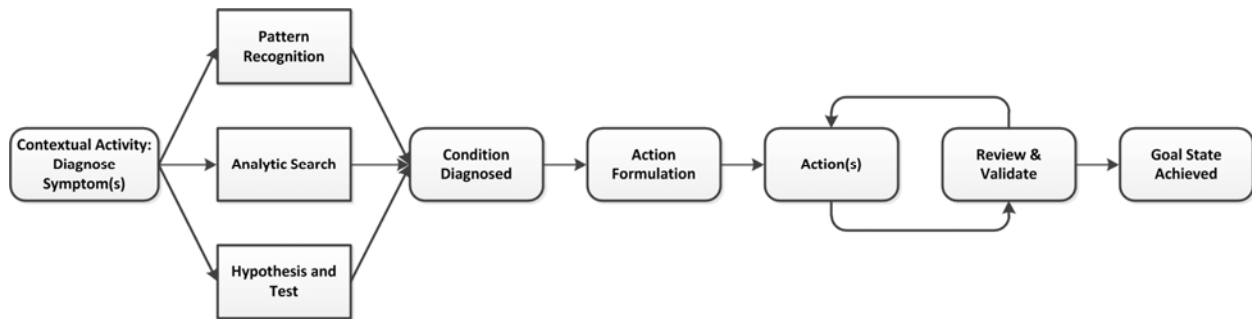 Contextual Activity:
Diagnose
Symptom(s)
Pattern
Recognition
Analytic Search
Hypothesis and
Test
Condition
Diagnosed
Action
Formulation
Action(s)
Review &
Validate
Goal State
Achieved